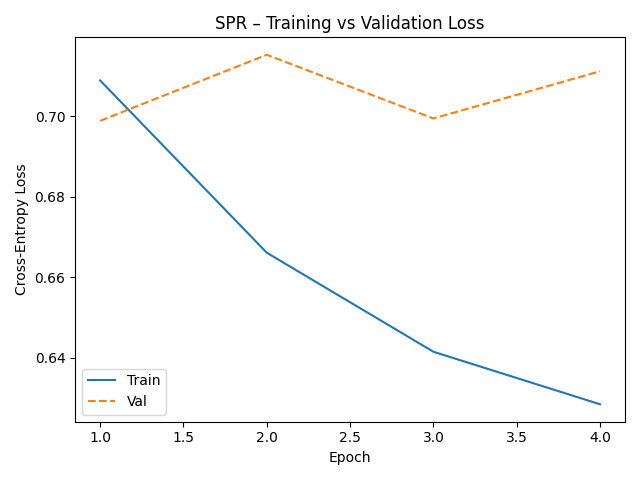 SPR – Training vs Validation Loss
Cross-Entropy Loss
0.70
0.68
0.66
0.64
Train
Val
1.0 1.5 2.0 2.5 3.0 3.5 4.0
Epoch